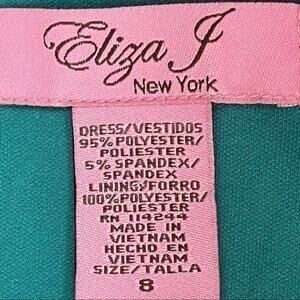 Eliza J
New York
DRESS/VESTIDOS
95%POLYESTER/
POLIESTER
5% SPANDEX/
SPANDEX
LINING/FORRO
100%POLYESTER/
RN 114244
MADE IN
VIETNAM
HECHO EN
VIETNAM
SIZE/TALLA
8